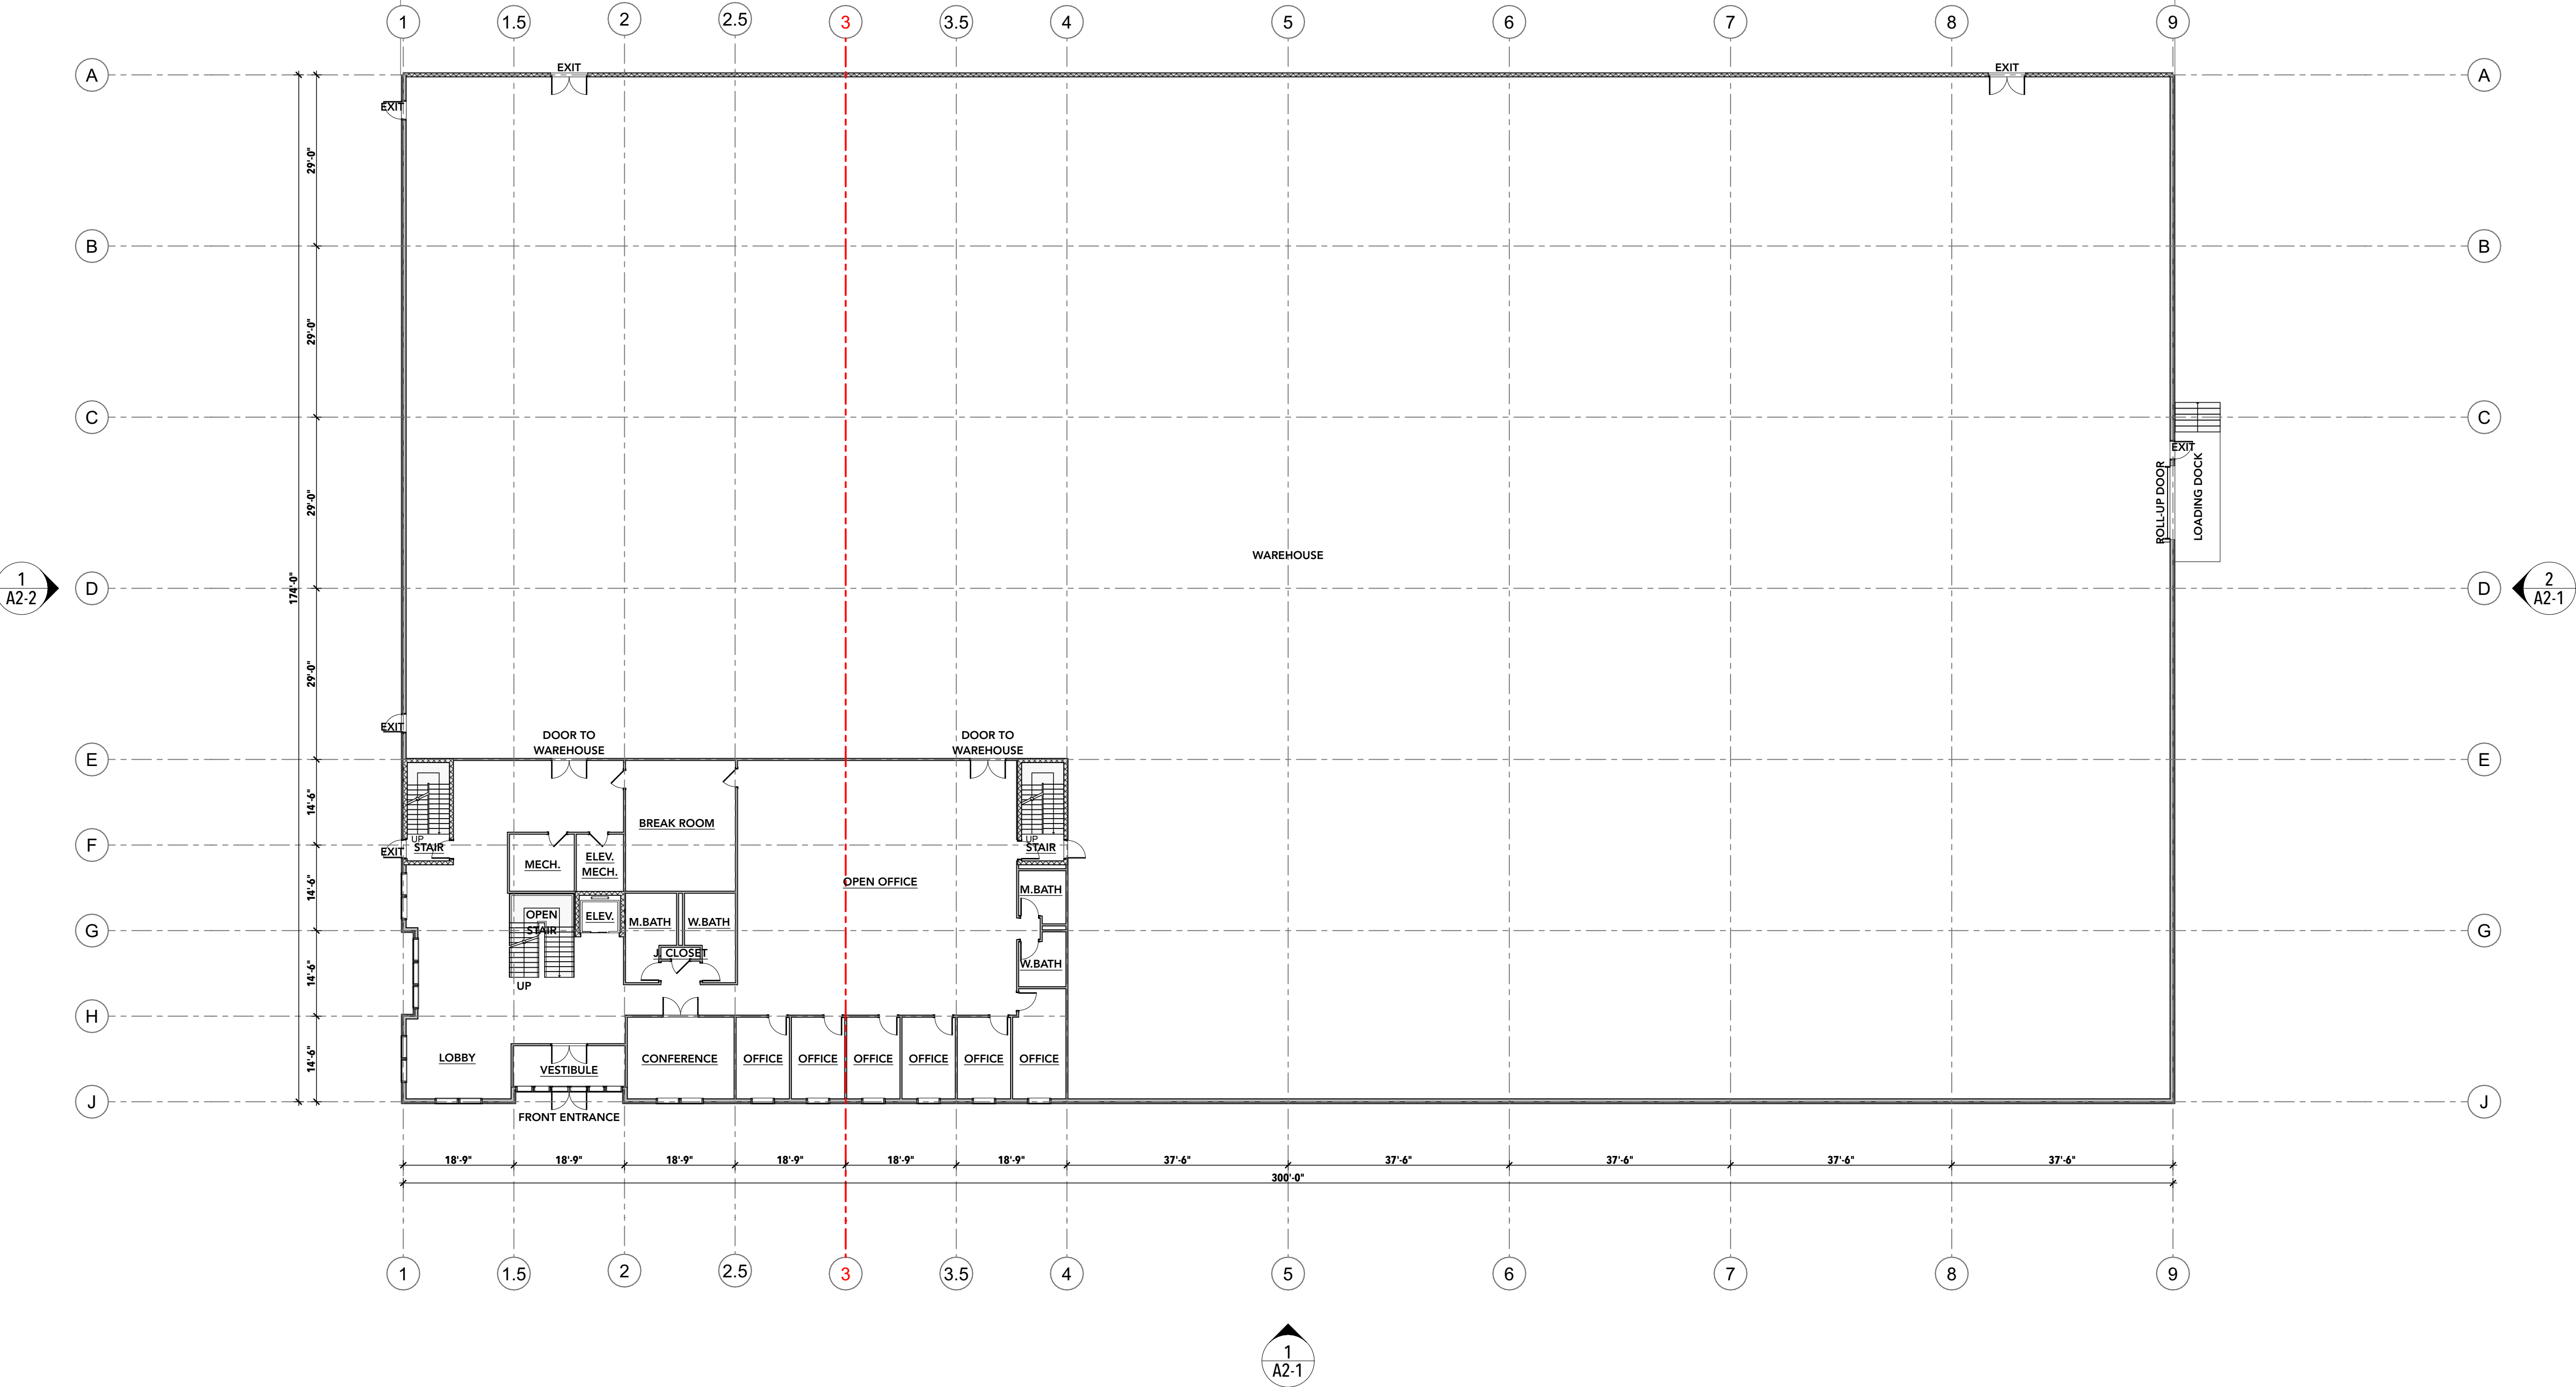 1 1.5 2 2.5 3 3.5 4 5 6 7 8 9
A EXIT EXIT A
EXIT
29'-0"
B B
29'-0"
C C
EXIT
29'-0"
ROLL-UP DOOR
LOADING DOCK
WAREHOUSE
1
A2-2
174'-0"
D D
2
A2-1
29'-0"
EXIT
DOOR TO
WAREHOUSE
DOOR TO
WAREHOUSE
E E
14'-6"
BREAK ROOM
UP
UP
F F
EXIT
STAIR
STAIR
MECH.
ELEV.
MECH.
OPEN OFFICE
14'-6"
M.BATH
OPEN
STAIR
ELEV.
M.BATH
W.BATH
G G
J. CLOSET
W.BATH
14'-6"
UP
H H
14'-6"
LOBBY
VESTIBULE
CONFERENCE
OFFICE
OFFICE
OFFICE
OFFICE
OFFICE
OFFICE
J J
FRONT ENTRANCE
18'-9" 18'-9" 18'-9" 18'-9" 18'-9" 18'-9" 37'-6" 37'-6" 37'-6" 37'-6" 37'-6"
300'-0"
1 1.5 2 2.5 3 3.5 4 5 6 7 8 9
1
A2-1